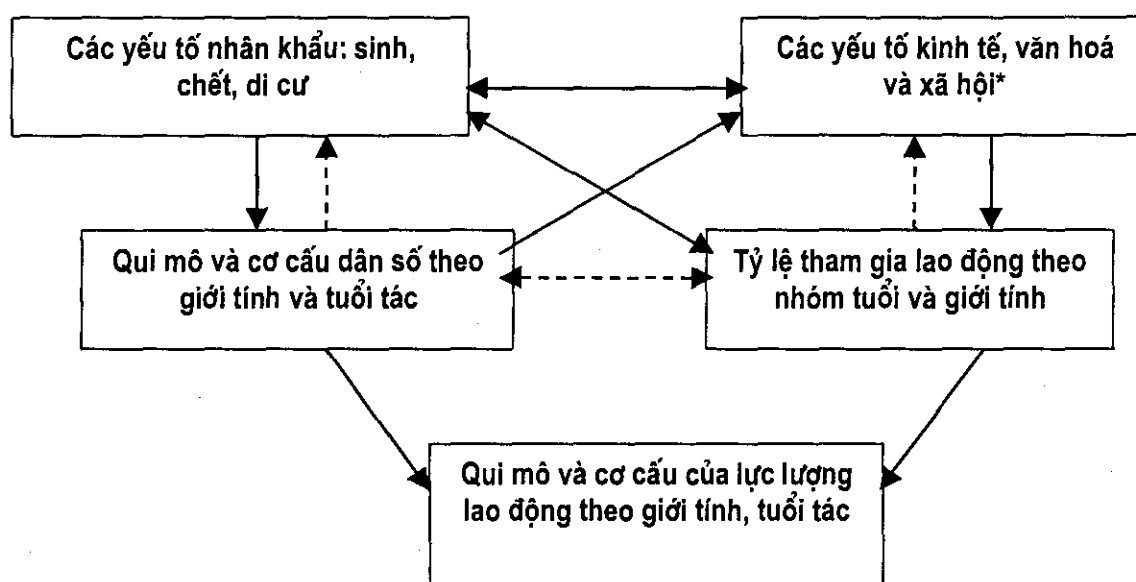 Các yếu tố nhân khẩu: sinh,
chết, di cư
Các yếu tố kinh tế, văn hoá
và xã hội*
Qui mô và cơ cấu dân số theo
giới tính và tuổi tác
Tỷ lệ tham gia lao động theo
nhóm tuổi và giới tính
Qui mô và cơ cấu của lực lượng
lao động theo giới tính, tuổi tác